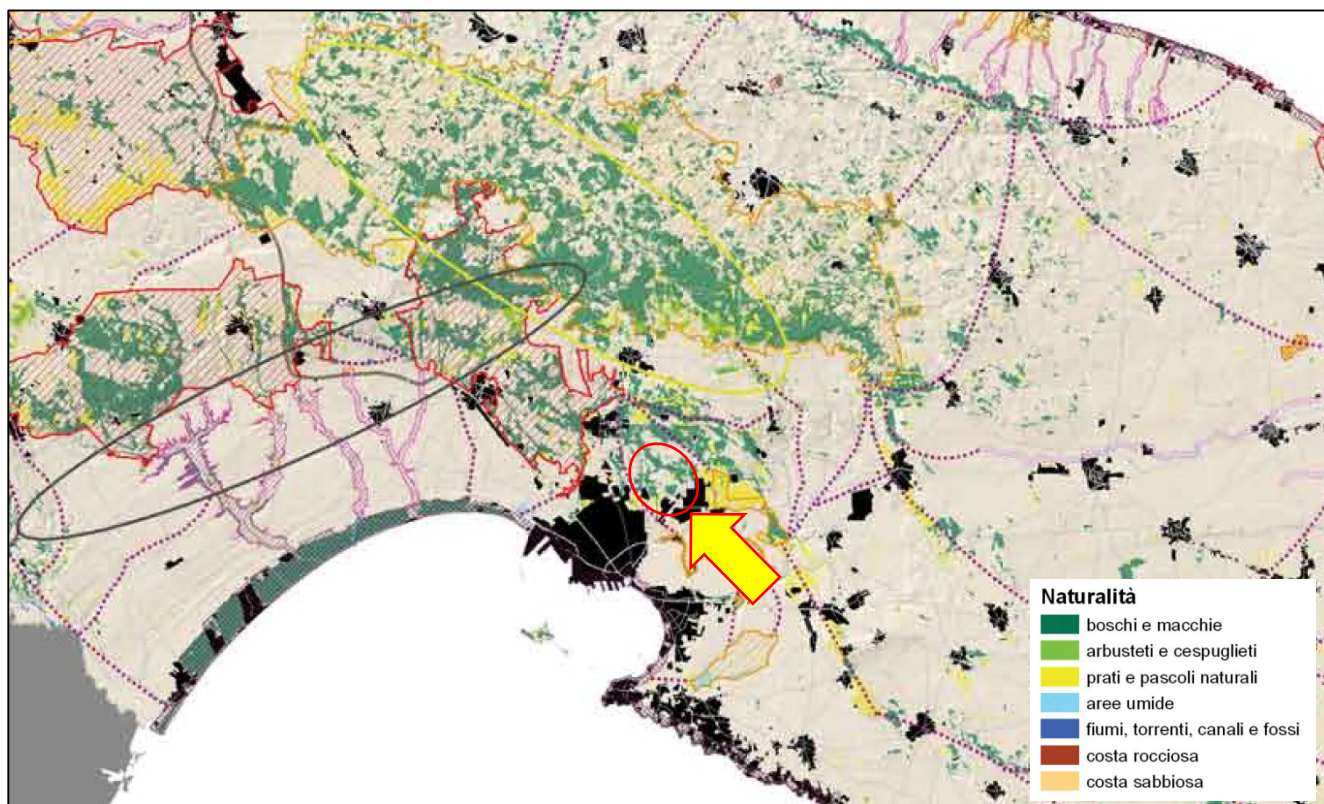 Naturalità
boschi e macchie
arbusteti e cespuglieti
prati e pascoli naturali
aree umide
fiumi, torrenti, canali e fossi
costa rocciosa
costa sabbiosa